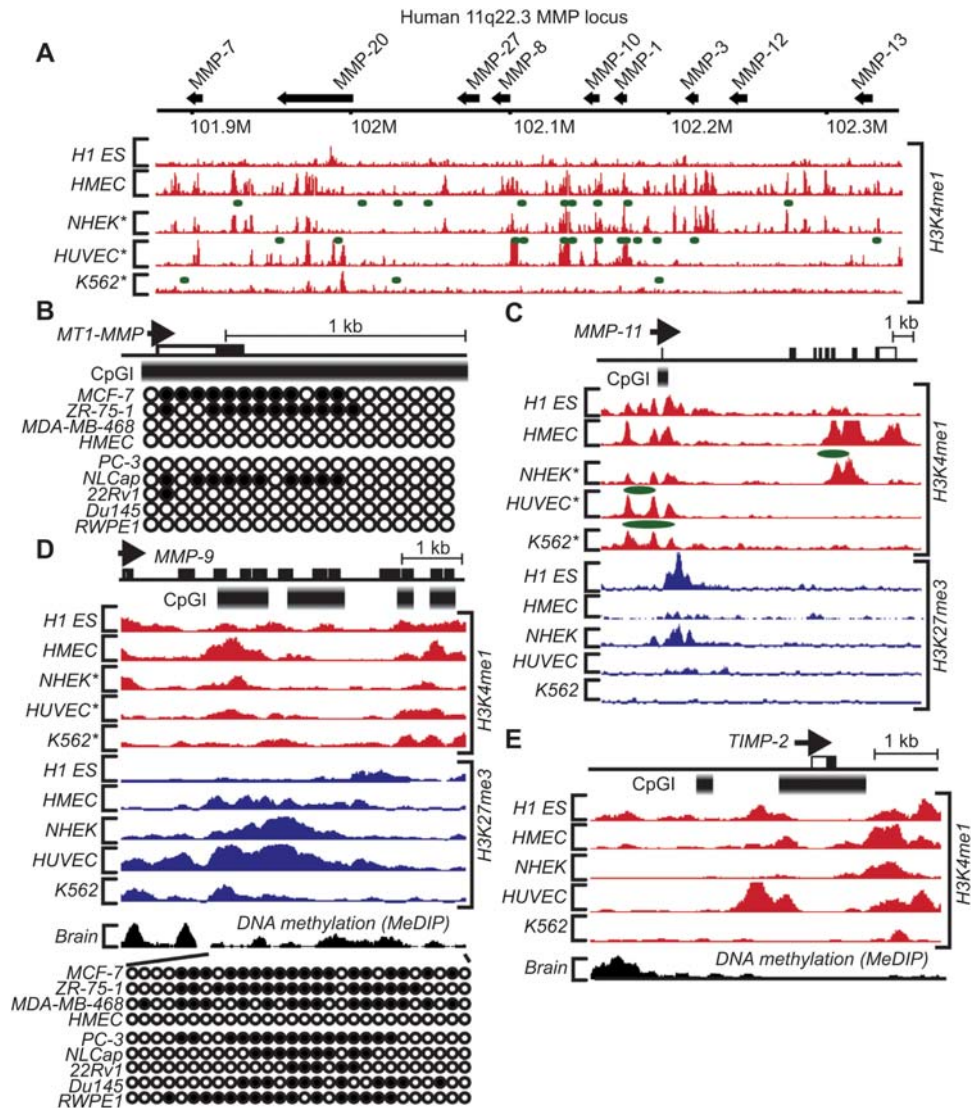 Human 11q22.3 MMP locus
A
MMP-7
MMP-20
MMP-27
MMP-8
MMP-10
MMP-1
MMP-3
MMP-12
MMP-13
101.9M 102M 102.1M 102.2M 102.3M
H1 ES
HMEC
NHEK*
HUVEC*
K562*
H3K4me1
B
MT1-MMP
1 kb
CpGI
MCF-7
ZR-75-1
MDA-MB-468
HMEC
PC-3
NLCap
22Rv1
Du145
RWPE1
C
MMP-11
1 kb
CpGI
H1 ES
HMEC
NHEK*
HUVEC*
K562*
H3K4me1
H1 ES
HMEC
NHEK
HUVEC
K562
H3K27me3
D
MMP-9
1 kb
CpGI
H1 ES
HMEC
NHEK*
HUVEC*
K562*
H3K4me1
H1 ES
HMEC
NHEK
HUVEC
K562
H3K27me3
DNA methylation (MeDIP)
Brain
MCF-7
ZR-75-1
MDA-MB-468
HMEC
PC-3
NLCap
22Rv1
Du145
RWPE1
E
TIMP-2
1 kb
CpGI
H1 ES
HMEC
NHEK
HUVEC
K562
H3K4me1
DNA methylation (MeDIP)
Brain